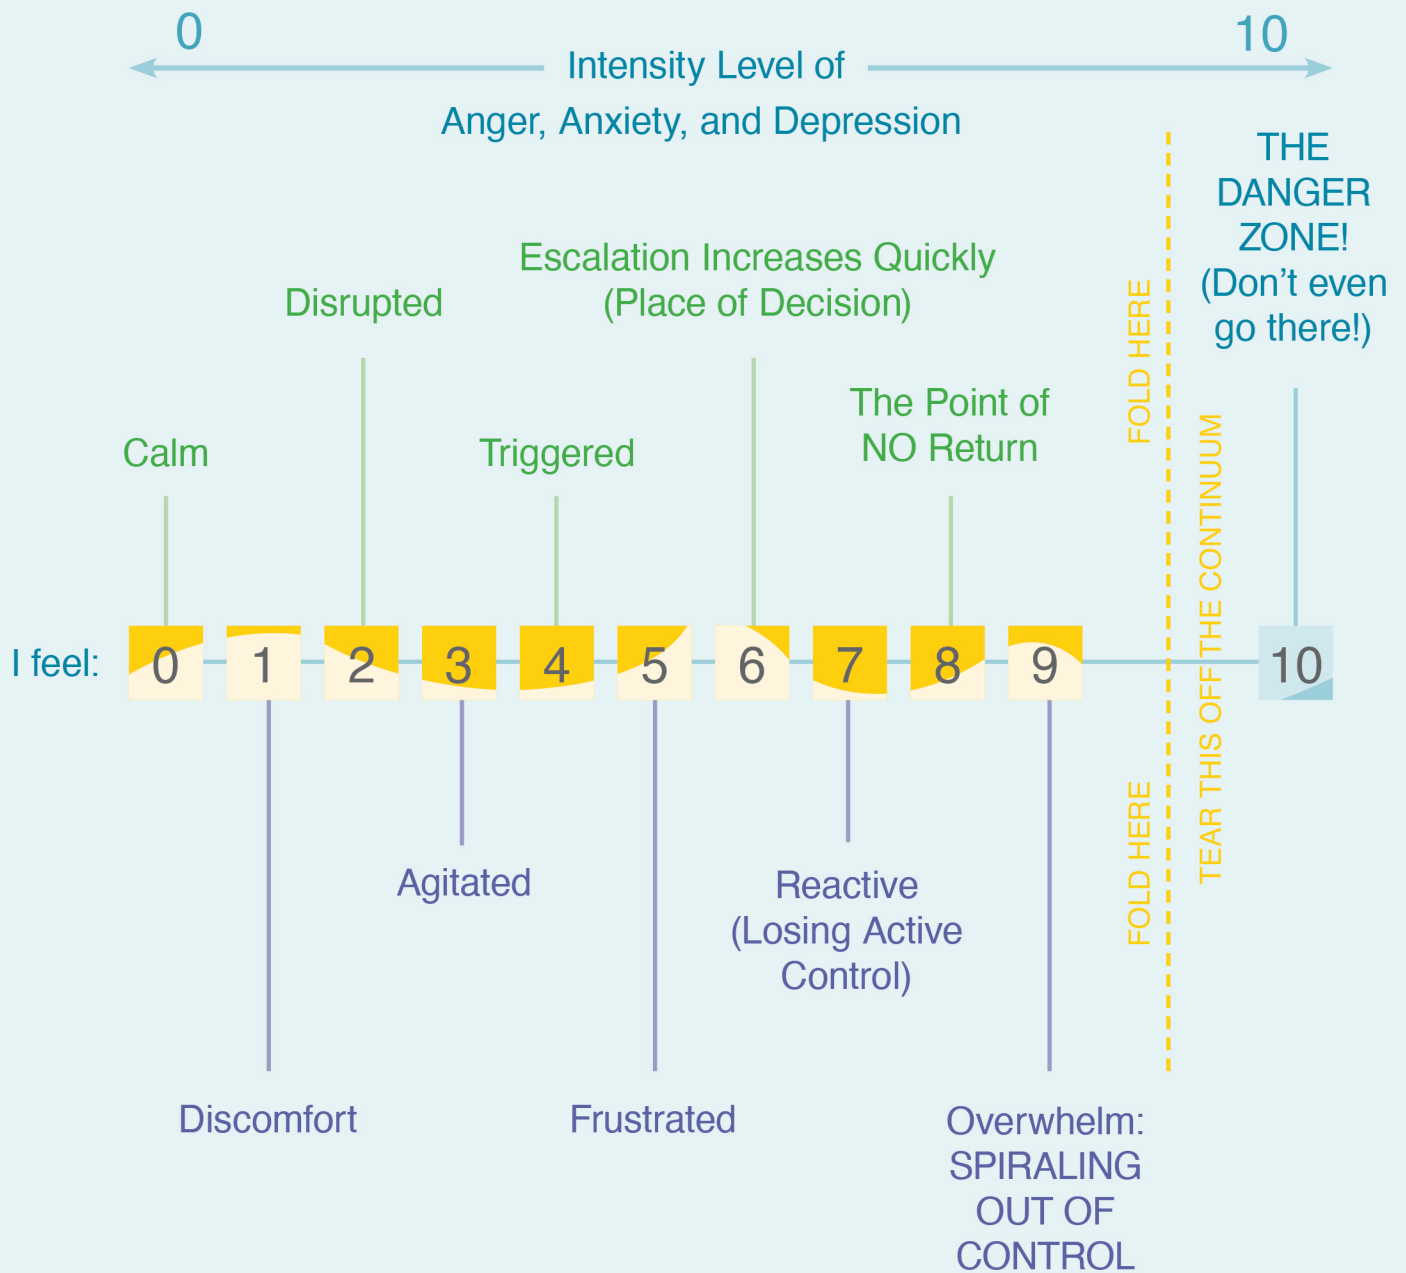 0
10
Intensity Level of
Anger, Anxiety, and Depression
THE
DANGER
ZONE!
(Don’t even
go there!)
Escalation Increases Quickly
(Place of Decision)
Disrupted
The Point of
NO Return
Calm
Triggered
FOLD HERE
TEAR THIS OFF THE CONTINUUM
I feel:
0
1
2
3
4
5
6
7
8
9
10
FOLD HERE
Agitated
Reactive
(Losing Active
Control)
Discomfort
Frustrated
Overwhelm:
SPIRALING
OUT OF
CONTROL